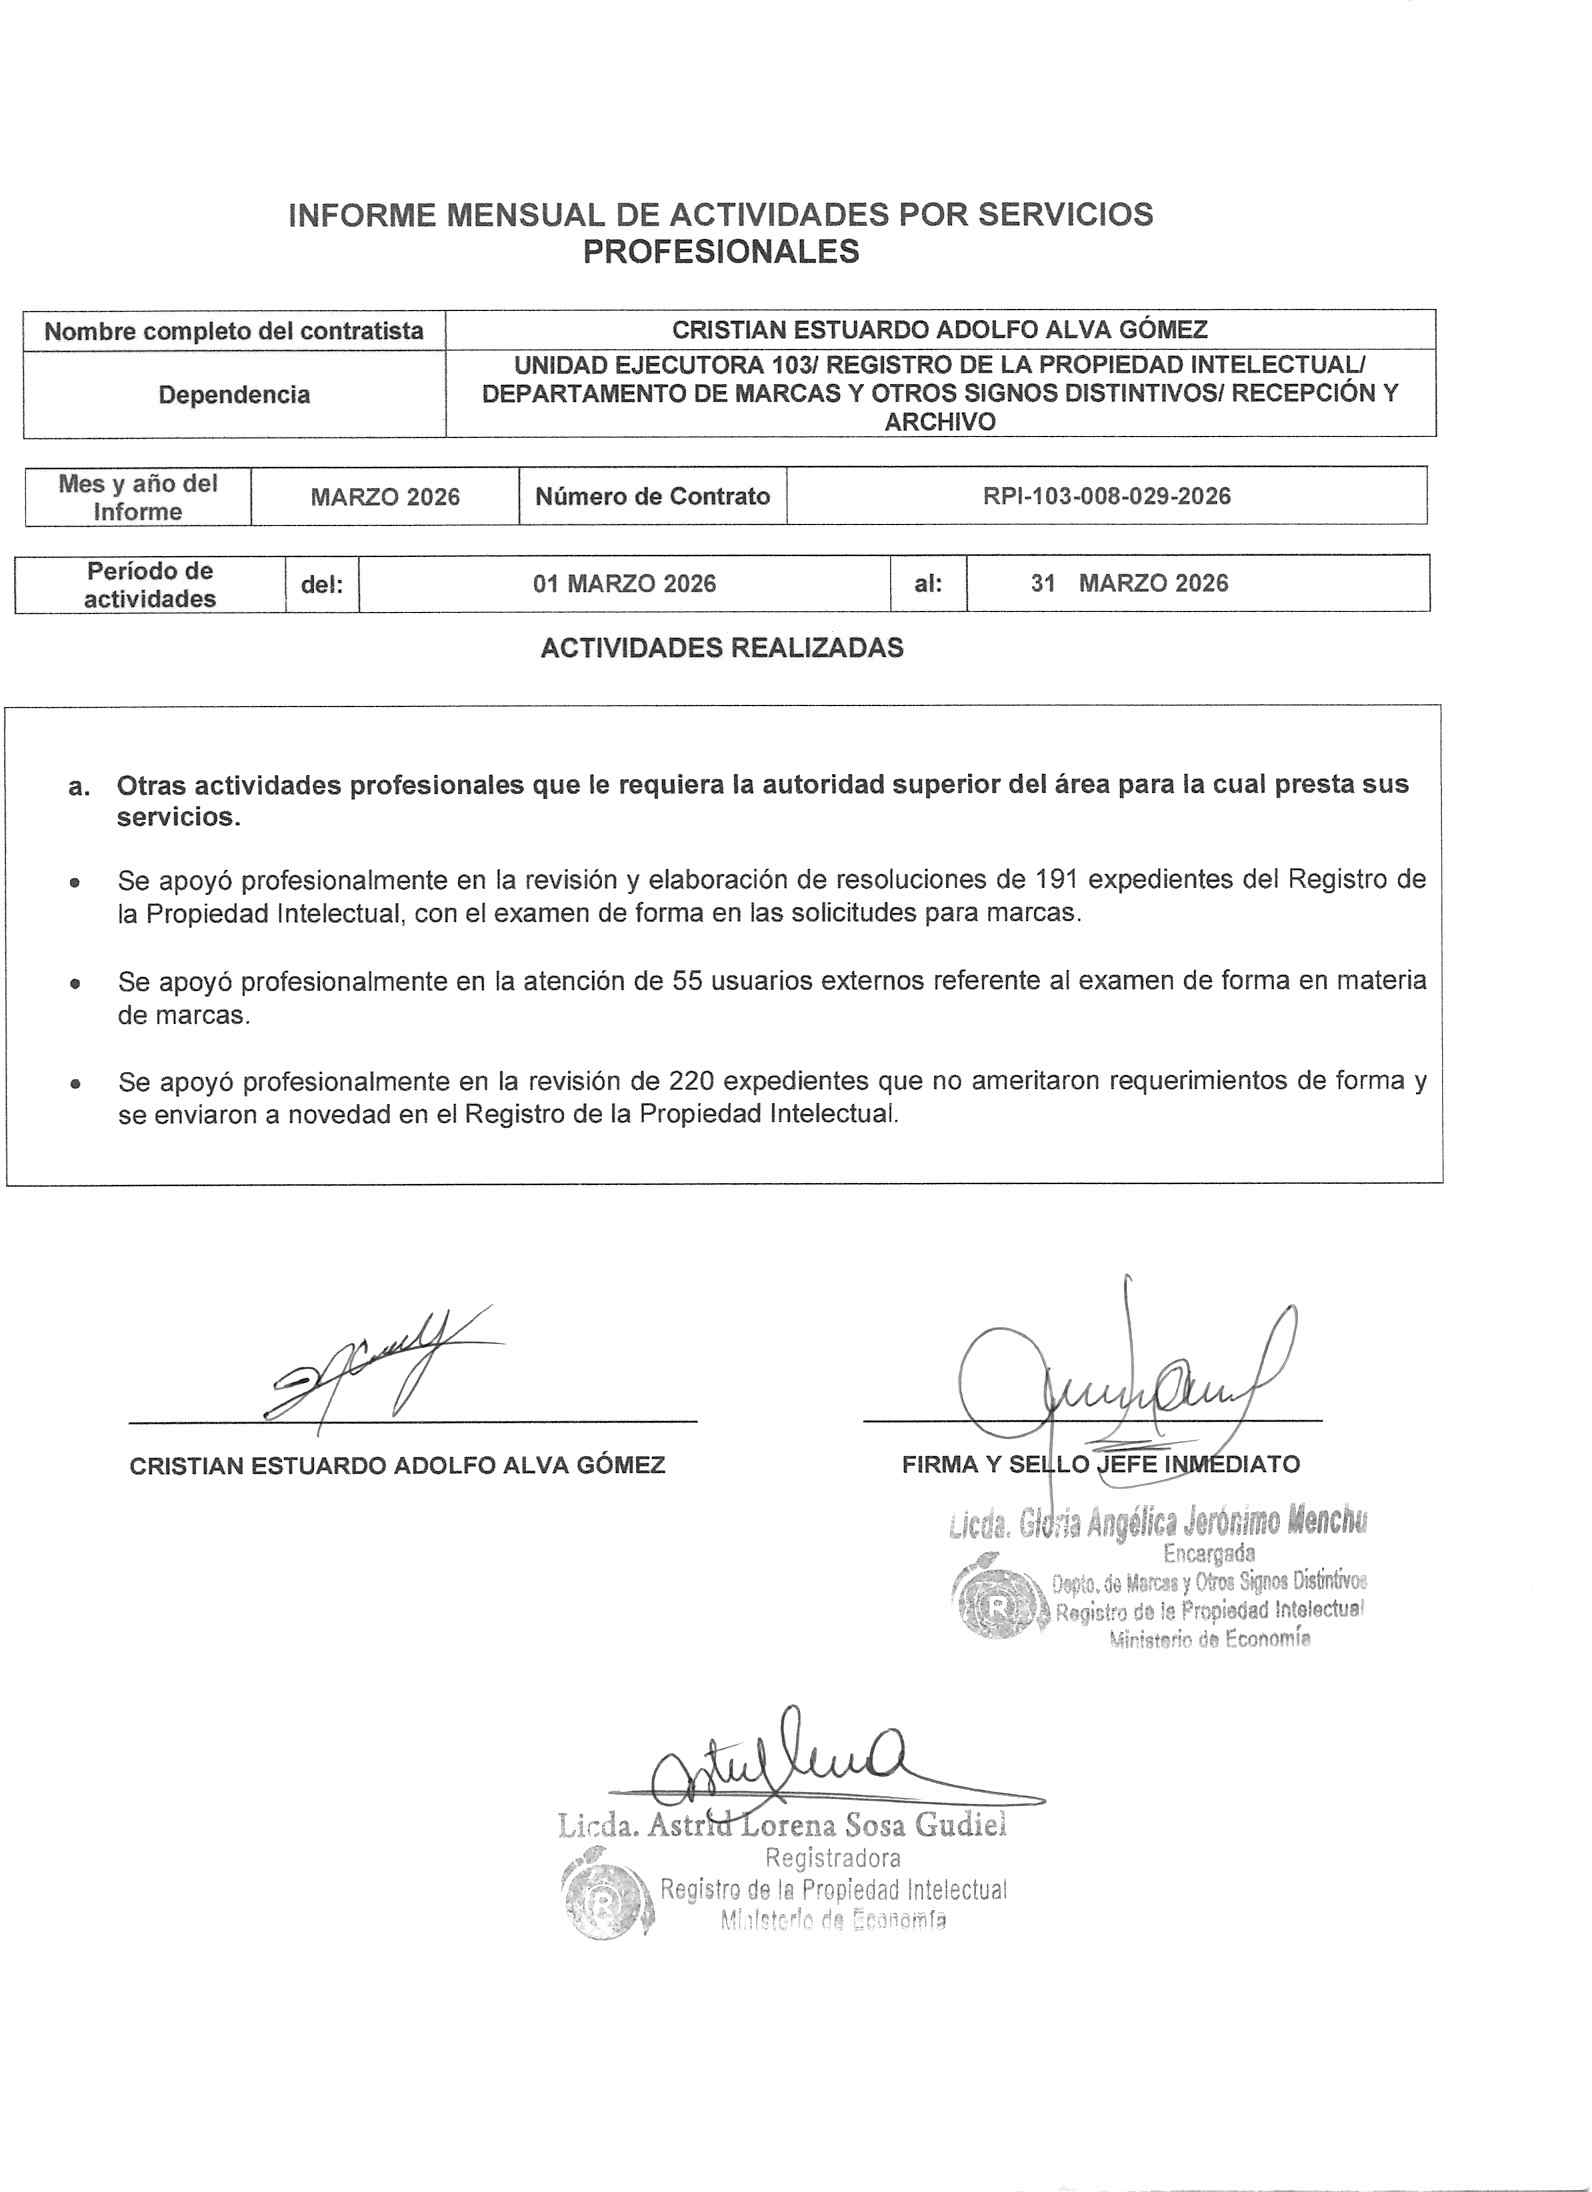 INFORME MENSUAL DE ACTIVIDADES POR SERVICIOS
PROFESIONALES
Nombre completo del contratista CRISTIAN ESTUARDO ADOLFO ALVA GÓMEZ
Dependencia UNIDAD EJECUTORA 103/ REGISTRO DE LA PROPIEDAD INTELECTUAL/
DEPARTAMENTO DE MARCAS Y OTROS SIGNOS DISTINTIVOS/ RECEPCIÓN Y
ARCHIVO
Mes y año del
Informe MARZO 2026 Número de Contrato RPI-103-008-029-2026
Período de
actividades del: 01 MARZO 2026 al: 31 MARZO 2026
ACTIVIDADES REALIZADAS
a. Otras actividades profesionales que le requiera la autoridad superior del área para la cual presta sus
servicios.
• Se apoyó profesionalmente en la revisión y elaboración de resoluciones de 191 expedientes del Registro de
la Propiedad Intelectual, con el examen de forma en las solicitudes para marcas.
• Se apoyó profesionalmente en la atención de 55 usuarios externos referente al examen de forma en materia
de marcas.
• Se apoyó profesionalmente en la revisión de 220 expedientes que no ameritaron requerimientos de forma y
se enviaron a novedad en el Registro de la Propiedad Intelectual.
CRISTIAN ESTUARDO ADOLFO ALVA GÓMEZ
FIRMA Y SELLO JEFE INMEDIATO
Licda. Gloria Angélica Jerónimo Menchu
Encargada
Depto. de Marcas y Otros Signos Distintivos
Registro de la Propiedad Intelectual
Ministerio de Economía
Licda. Astrid Lorena Sosa Gudiel
Registradora
Registro de la Propiedad Intelectual
Ministerio de Economía